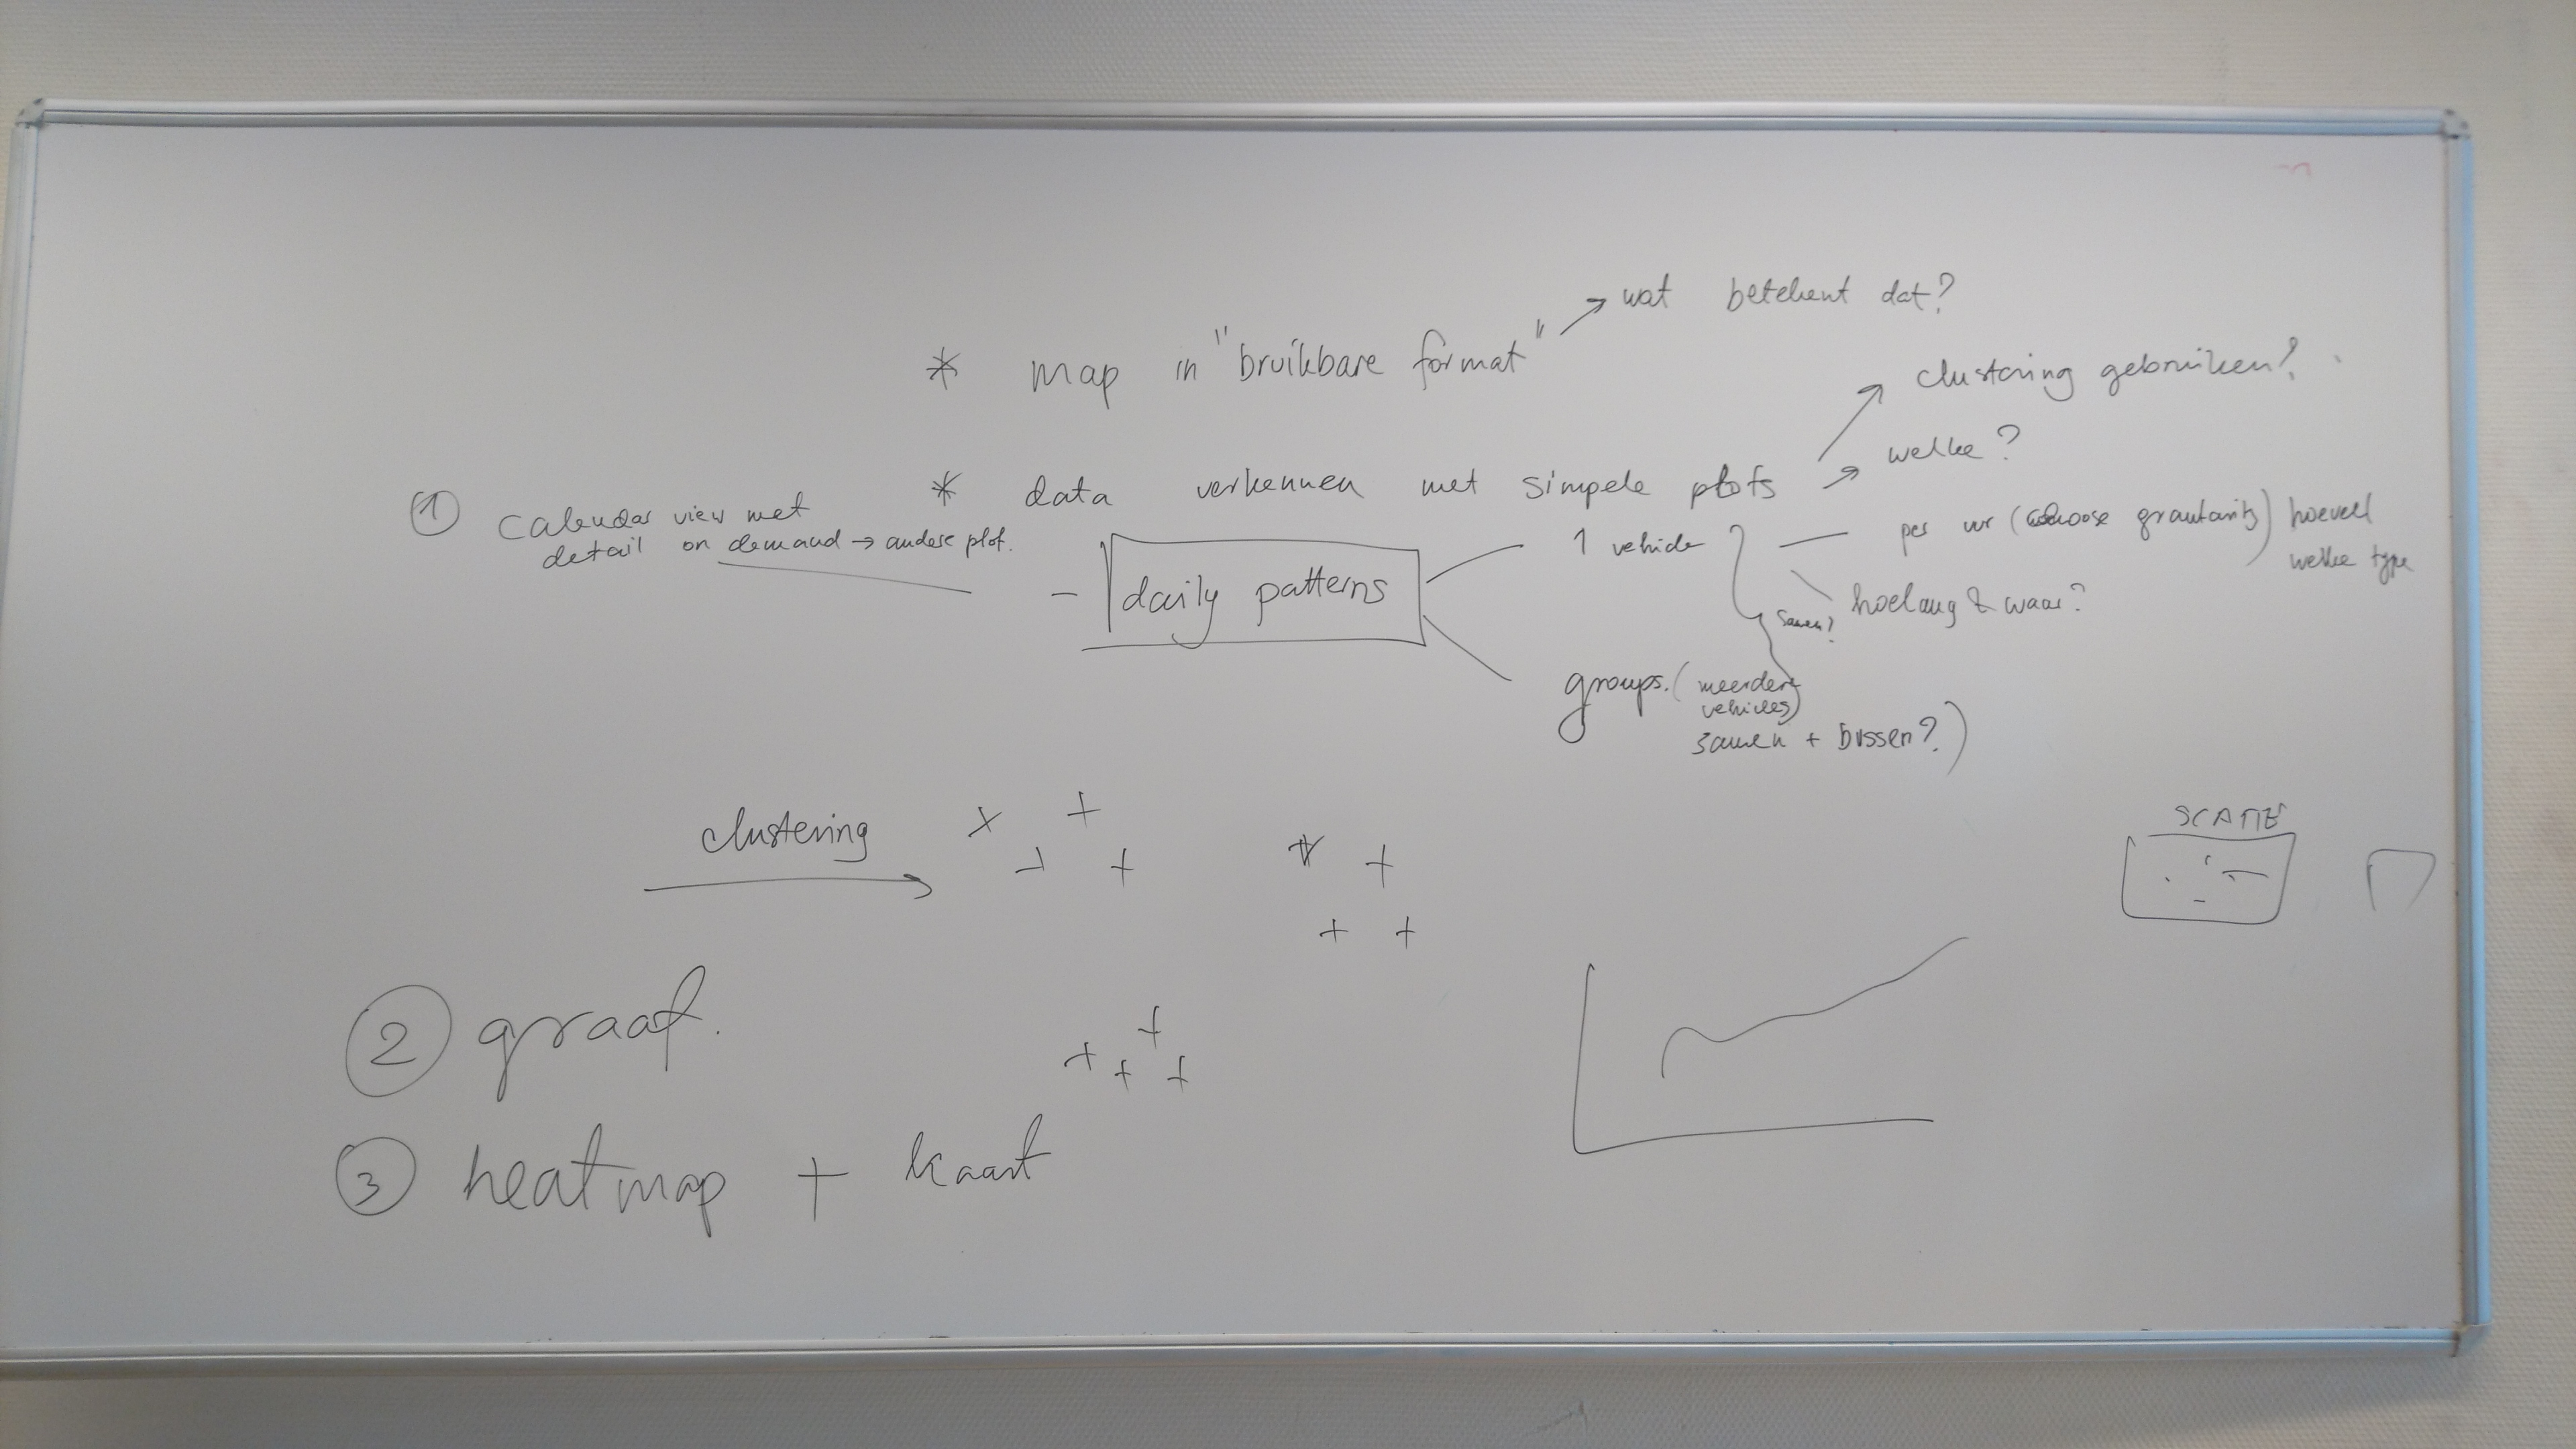 wat betekent dat?
* map in "bruikbare format"
clustering gebruiken?
welke?
* data verkennen met simpele plots
① Calendar view met
detail on demand → andere plot.
1 vehicle
per uur (choose granularity) hoeveel
welke type
- daily patterns
hoelang & waar?
samen?
groups. (meerdere
vehicles)
samen + bussen?)
clustering
SCATTE
② graaf.
③ heatmap + kaart